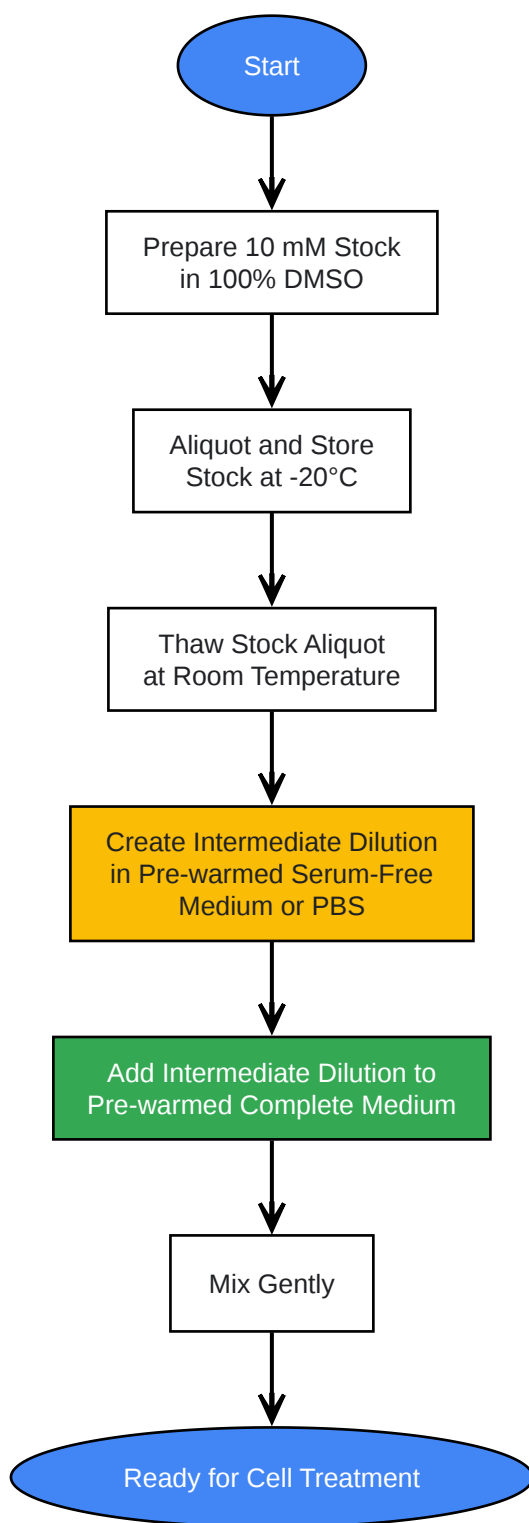 Start
Prepare 10 mM Stock
in 100% DMSO
Aliquot and Store
Stock at -20°C
Thaw Stock Aliquot
at Room Temperature
Create Intermediate Dilution
in Pre-warmed Serum-Free
Medium or PBS
Add Intermediate Dilution to
Pre-warmed Complete Medium
Mix Gently
Ready for Cell Treatment